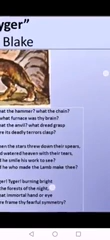 Tyger"
Blake
hat the hammer? what the chain?
what furnace was thy brain?
hat the anvil? what dread grasp
re its deadly terrors clasp?
hen the stars threw down their spears,
d watered heaven with their tears,
d he smile his work to see?
d he who made the Lamb make thee?
ger! Tyger! burning bright
the forests of the night,
hat immortal hand or eye
re frame thy fearful symmetry?